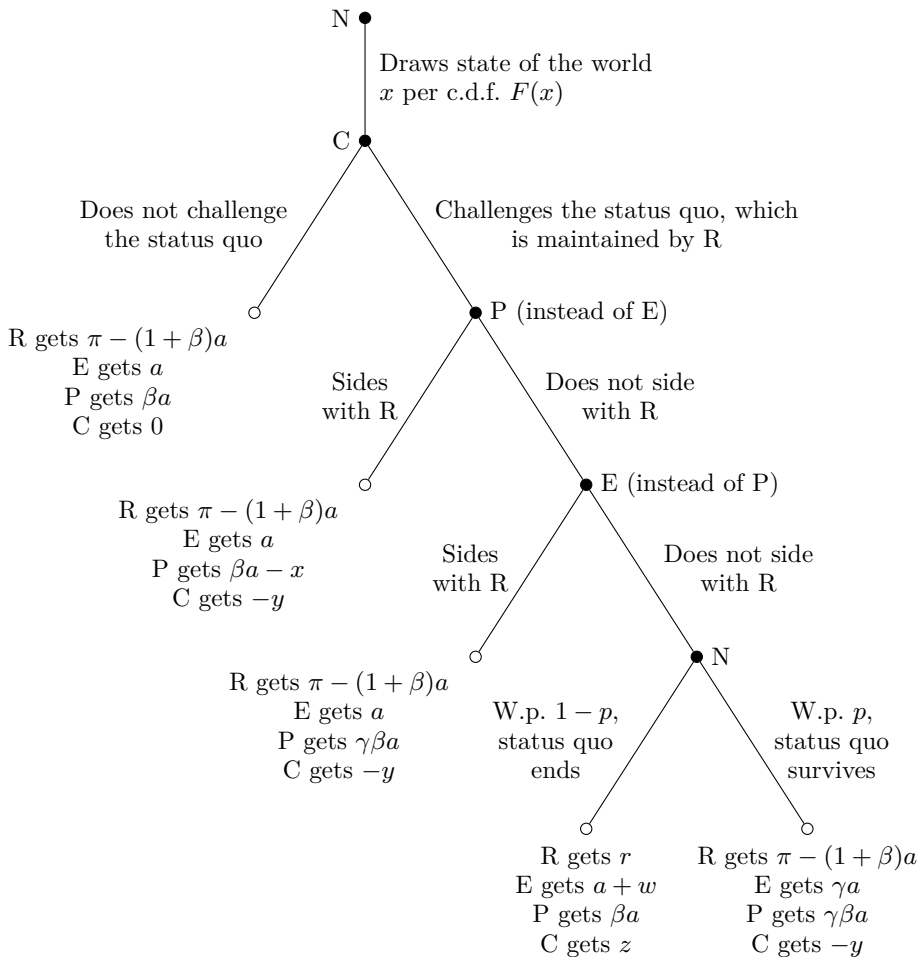 N
Draws state of the world
x per c.d.f. F(x)
C
Does not challenge
the status quo
Challenges the status quo, which
is maintained by R
P (instead of E)
R gets π − (1 + β)a
E gets a
P gets βa
C gets 0
Sides
with R
Does not side
with R
E (instead of P)
R gets π − (1 + β)a
E gets a
P gets βa − x
C gets −y
Sides
with R
Does not side
with R
N
R gets π − (1 + β)a
E gets a
P gets γβa
C gets −y
W.p. 1 − p,
status quo
ends
W.p. p,
status quo
survives
R gets r
E gets a + w
P gets βa
C gets z
R gets π − (1 + β)a
E gets γa
P gets γβa
C gets −y